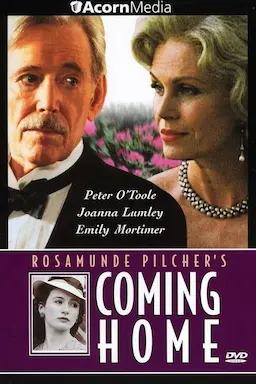 AcornMedia
Peter O'Toole
Joanna Lumley
Emily Mortimer
ROSAMUNDE PILCHER'S
COMING
HOME
DVD